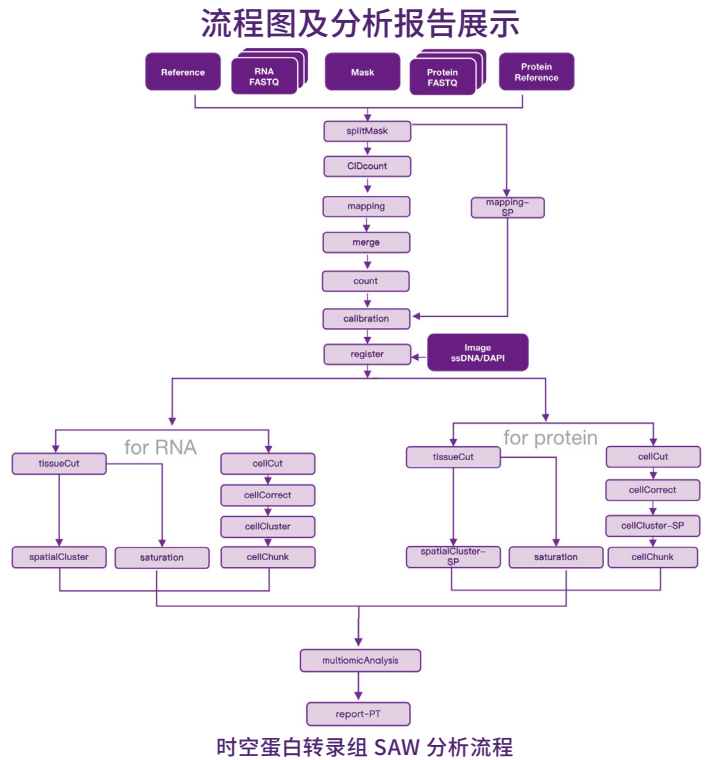 流程图及分析报告展示
Reference
RNA
FASTQ
Mask
Protein
FASTQ
Protein
Reference
splitMask
CIDcount
mapping
mapping-
SP
merge
count
calibration
register
Image
ssDNA/DAPI
for RNA
for protein
tissueCut
cellCut
cellCorrect
cellCluster
spatialCluster
saturation
cellChunk
tissueCut
cellCut
cellCorrect
cellCluster-SP
spatialCluster-
SP
saturation
cellChunk
multiomicAnalysis
report-PT
时空蛋白转录组 SAW 分析流程